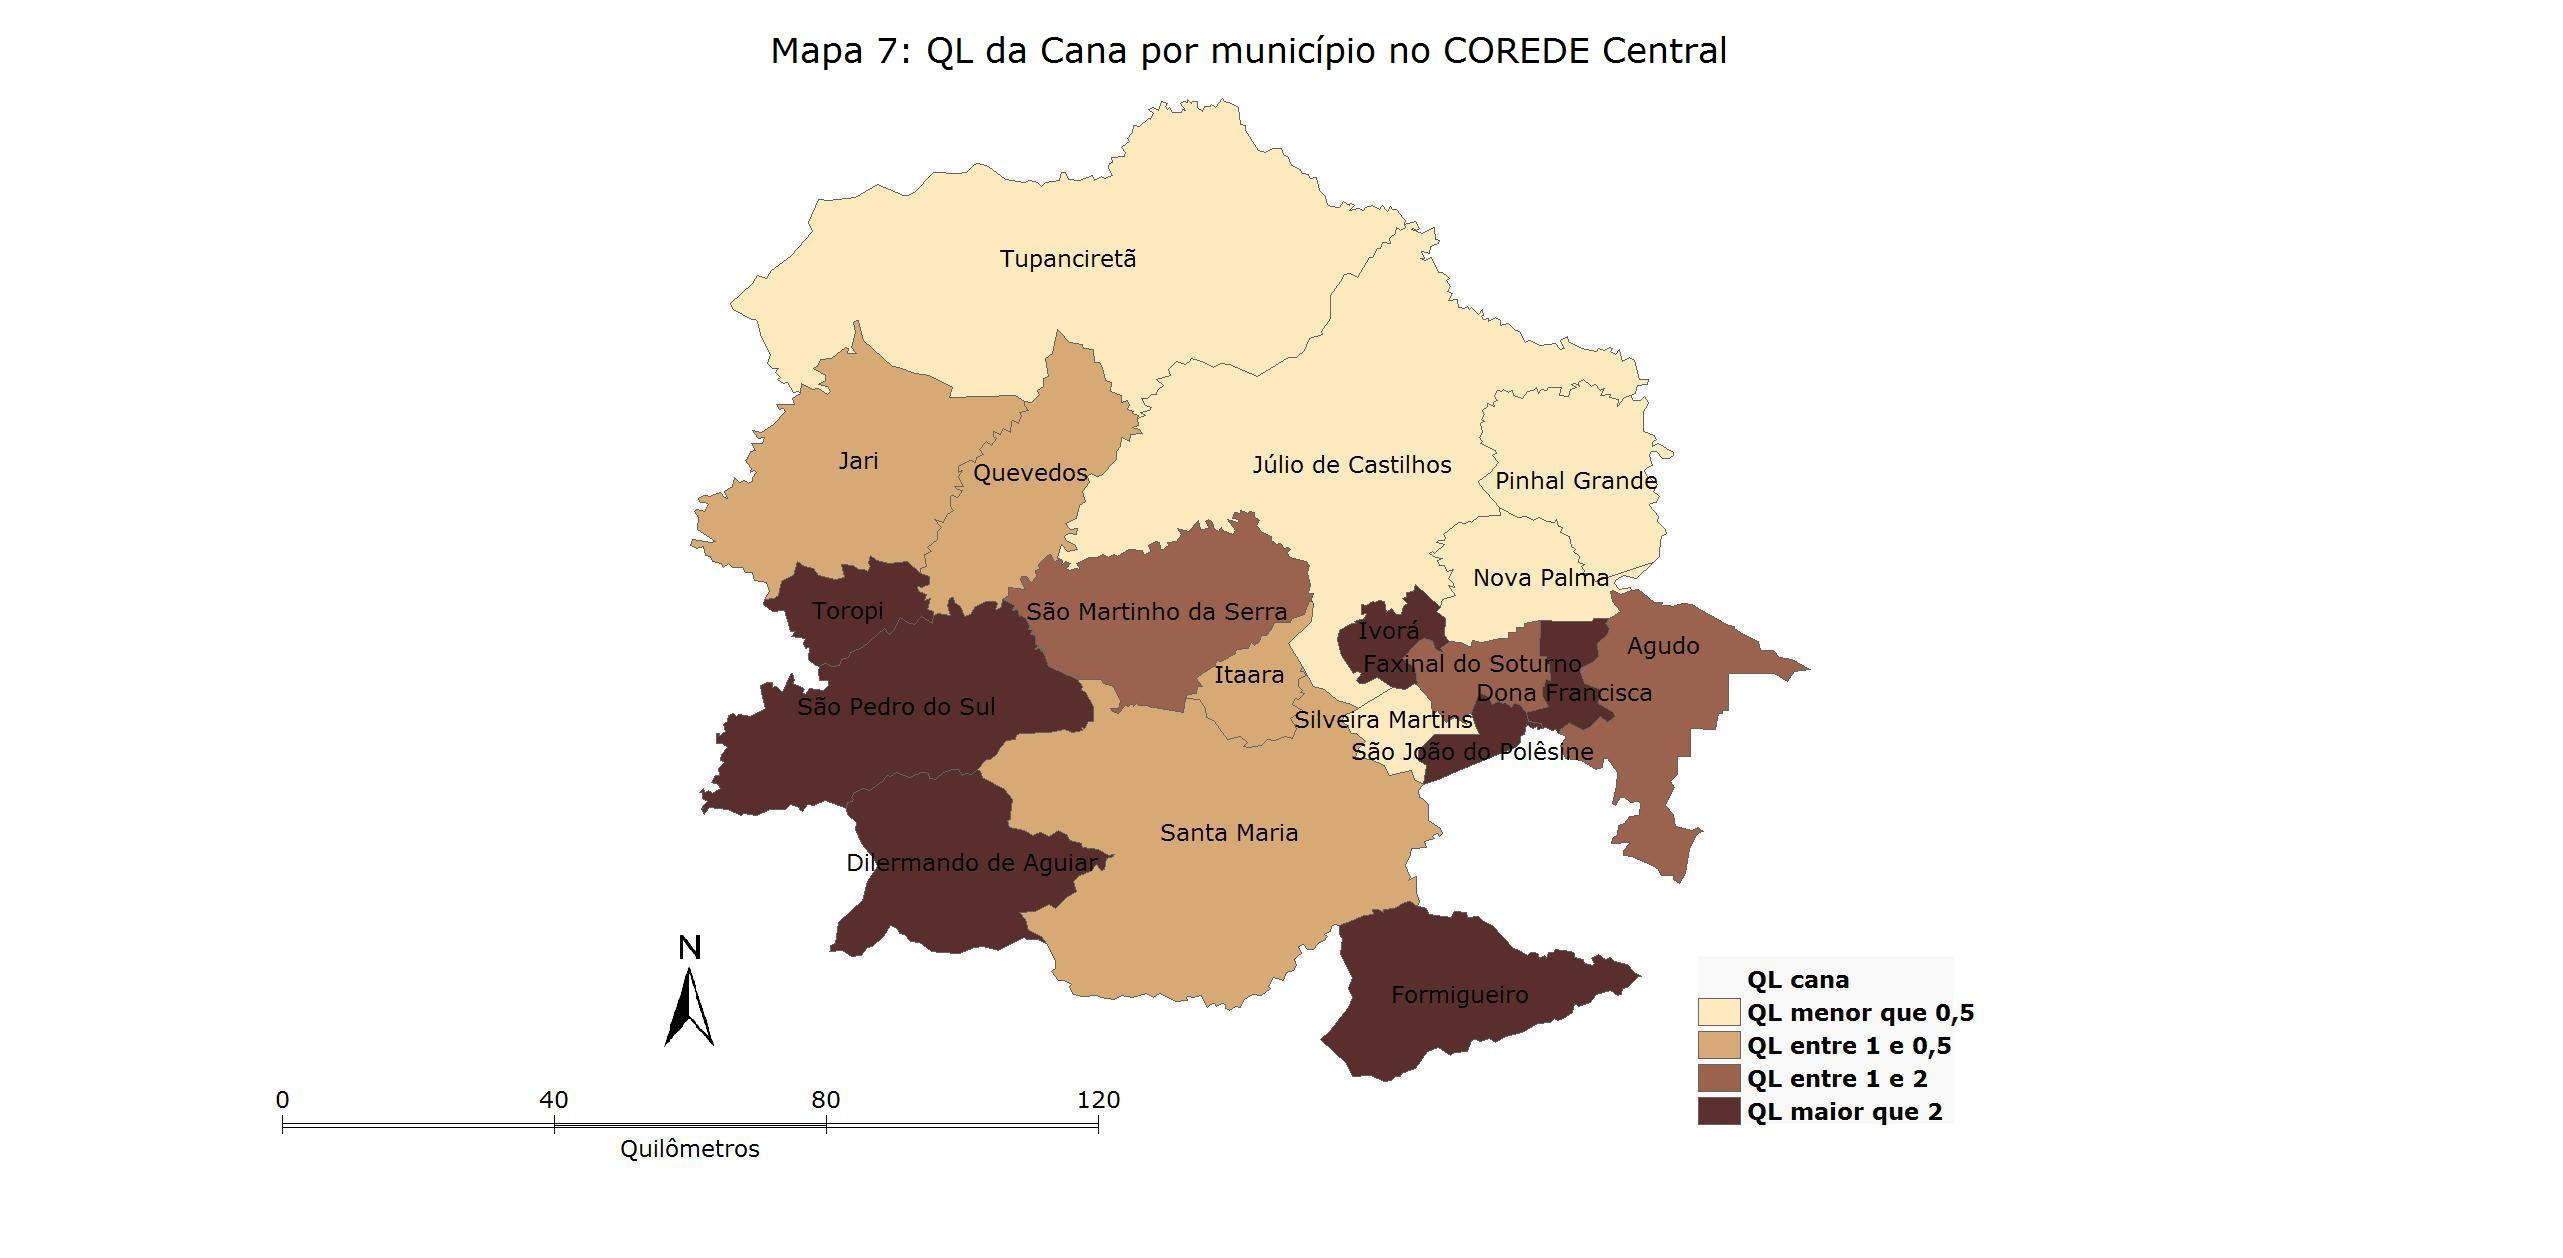 Mapa 7: QL da Cana por município no COREDE Central
Tupanciretã
Jari
Quevedos
Júlio de Castilhos
Pinhal Grande
Nova Palma
Toropi
São Martinho da Serra
Ivorá
Agudo
Faxinal do Soturno
Itaara
Dona Francisca
São Pedro do Sul
Silveira Martins
São João do Polêsine
Santa Maria
Dilermando de Aguiar
Formigueiro
N
QL cana
QL menor que 0,5
QL entre 1 e 0,5
QL entre 1 e 2
QL maior que 2
0 40 80 120
Quilômetros